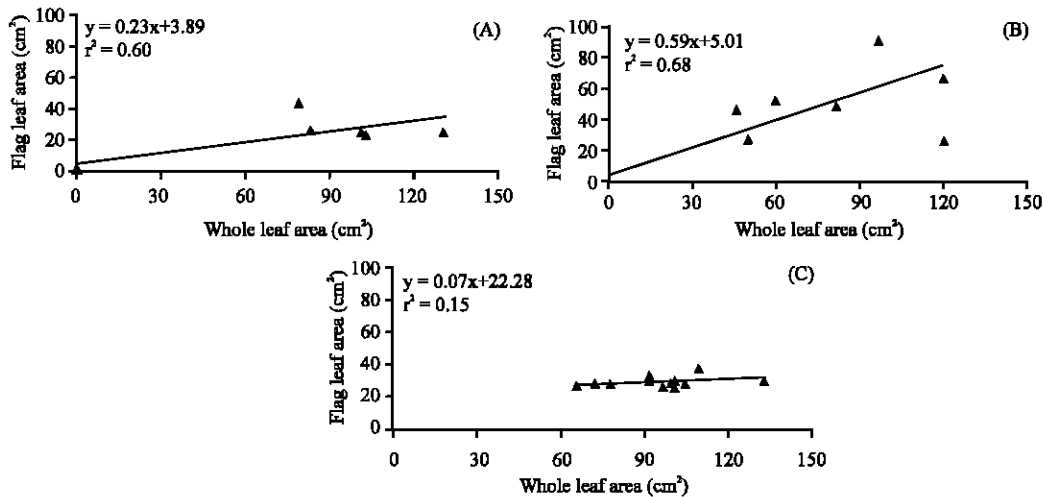 (A)
y = 0.23x+3.89
r² = 0.60
Flag leaf area (cm²)
100
80
60
40
20
0
0 30 60 90 120 150
Whole leaf area (cm²)
(B)
y = 0.59x+5.01
r² = 0.68
Flag leaf area (cm²)
100
80
60
40
20
0
0 30 60 90 120 150
Whole leaf area (cm²)
(C)
y = 0.07x+22.28
r² = 0.15
Flag leaf area (cm²)
100
80
60
40
20
0
0 30 60 90 120 150
Whole leaf area (cm²)